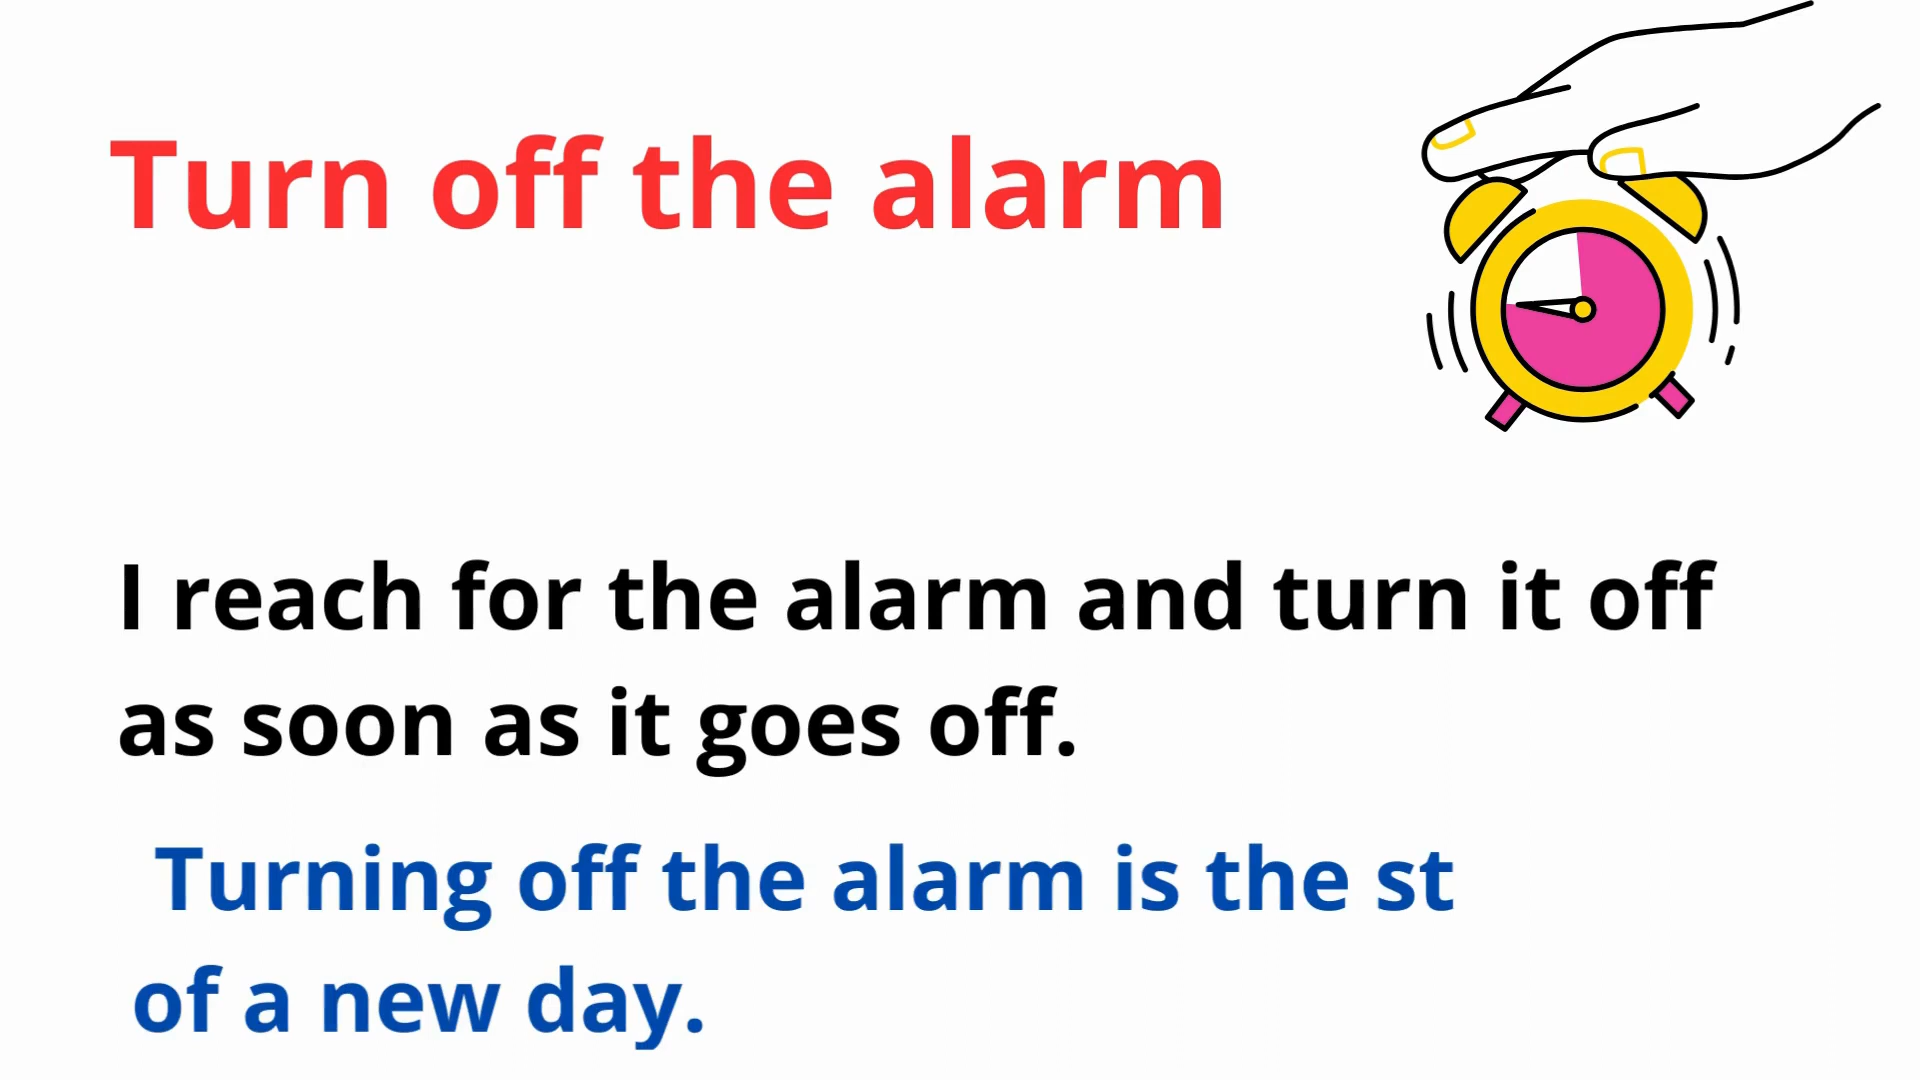 Turn off the alarm
I reach for the alarm and turn it off
as soon as it goes off.
Turning off the alarm is the st
of a new day.